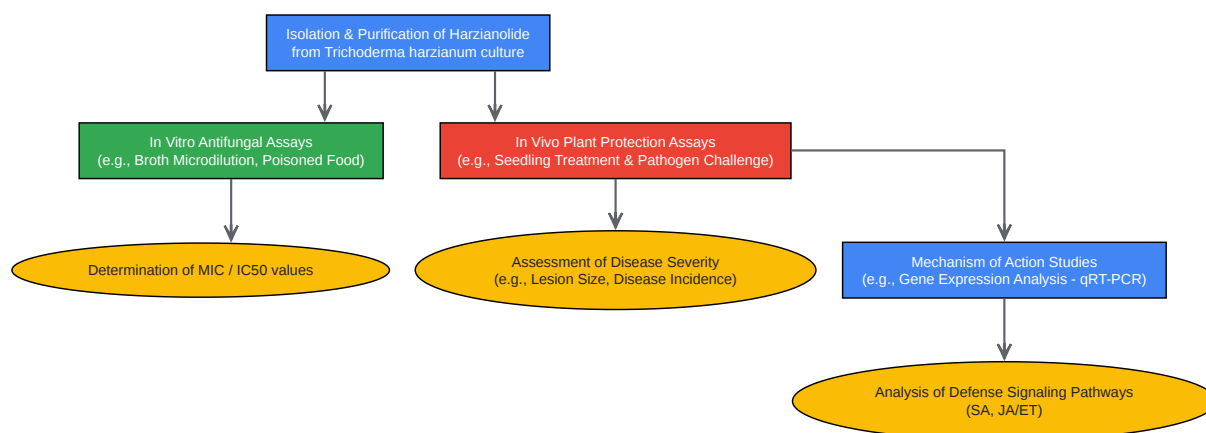 Isolation & Purification of Harzianolide
from Trichoderma harzianum culture
In Vitro Antifungal Assays
(e.g., Broth Microdilution, Poisoned Food)
In Vivo Plant Protection Assays
(e.g., Seedling Treatment & Pathogen Challenge)
Determination of MIC / IC50 values
Assessment of Disease Severity
(e.g., Lesion Size, Disease Incidence)
Mechanism of Action Studies
(e.g., Gene Expression Analysis - qRT-PCR)
Analysis of Defense Signaling Pathways
(SA, JA/ET)